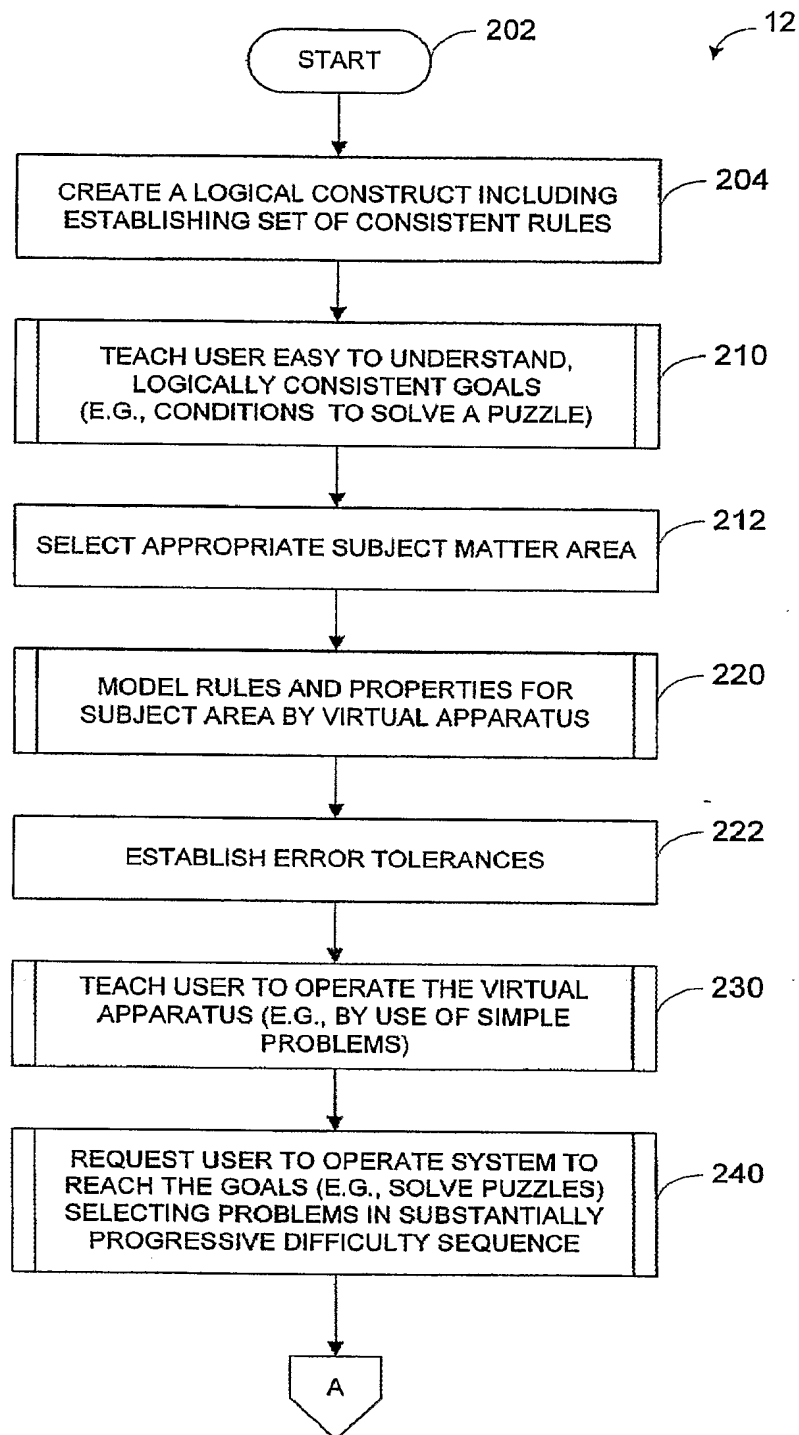 12
202
START
204
CREATE A LOGICAL CONSTRUCT INCLUDING
ESTABLISHING SET OF CONSISTENT RULES
210
TEACH USER EASY TO UNDERSTAND,
LOGICALLY CONSISTENT GOALS
(E.G., CONDITIONS TO SOLVE A PUZZLE)
212
SELECT APPROPRIATE SUBJECT MATTER AREA
220
MODEL RULES AND PROPERTIES FOR
SUBJECT AREA BY VIRTUAL APPARATUS
222
ESTABLISH ERROR TOLERANCES
230
TEACH USER TO OPERATE THE VIRTUAL
APPARATUS (E.G., BY USE OF SIMPLE
PROBLEMS)
240
REQUEST USER TO OPERATE SYSTEM TO
REACH THE GOALS (E.G., SOLVE PUZZLES)
SELECTING PROBLEMS IN SUBSTANTIALLY
PROGRESSIVE DIFFICULTY SEQUENCE
A